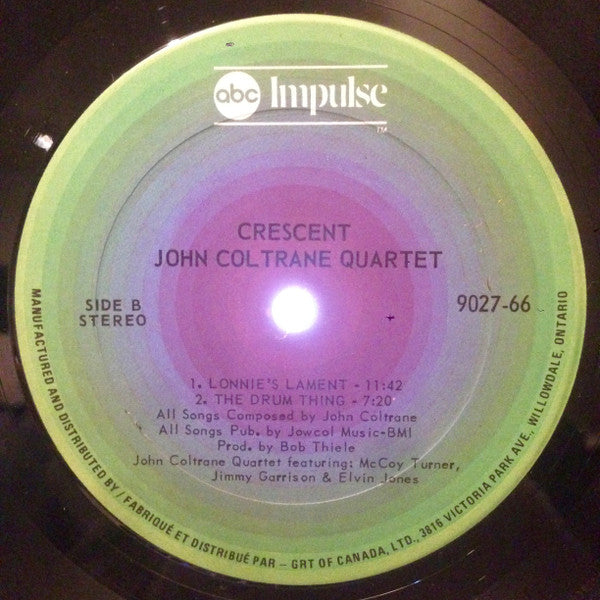 abc Impulse
TM
CRESCENT
JOHN COLTRANE QUARTET
SIDE B
STEREO
9027-66
1. LONNIE'S LAMENT - 11:42
2. THE DRUM THING - 7:20
All Songs Composed by John Coltrane
All Songs Pub. by Jowcol Music-BMI
Prod. by Bob Thiele
John Coltrane Quartet featuring: McCoy Turner,
Jimmy Garrison & Elvin Jones
MANUFACTURED AND DISTRIBUTED BY / FABRIQUÉ ET DISTRIBUÉ PAR - GRT OF CANADA, LTD., 3816 VICTORIA PARK AVE., WILLOWDALE, ONTARIO